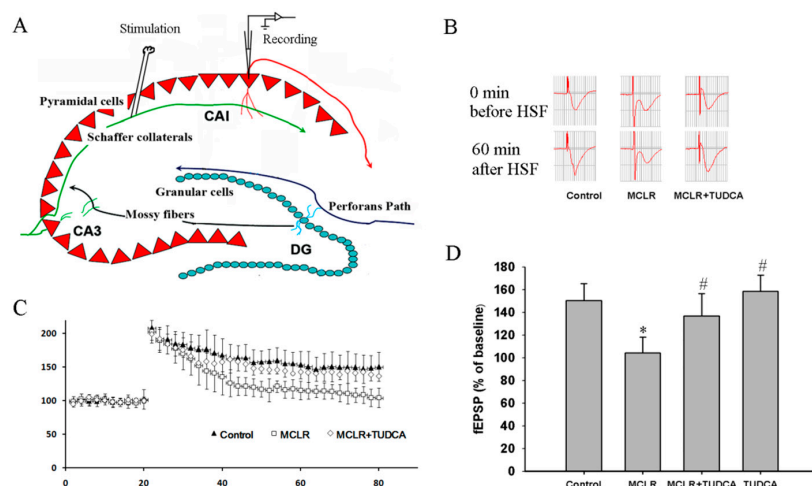 A
Stimulation
Recording
Pyramidal cells
CAI
Schaffer collaterals
Granular cells
Mossy fibers
Perforans Path
CA3
DG
B
0 min
before HSF
60 min
after HSF
Control MCLR MCLR+TUDCA
C
200
150
100
50
0
Control MCLR MCLR+TUDCA
0 20 40 60 80
D
fEPSP (% of baseline)
180
160
140
120
100
80
60
40
20
0
* # #
Control MCLR MCLR+TUDCA TUDCA